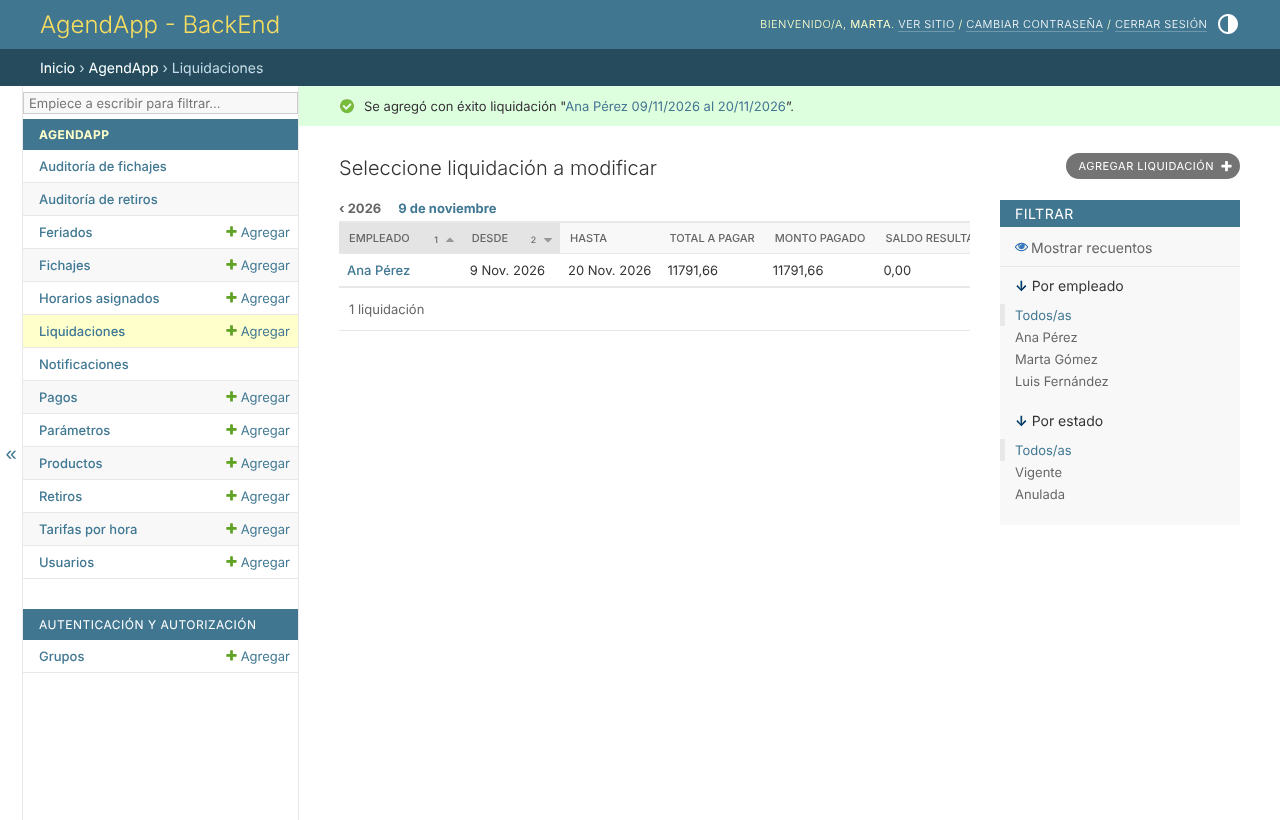 AgendApp - BackEnd
BIENVENIDO/A, MARTA. VER SITIO / CAMBIAR CONTRASEÑA / CERRAR SESIÓN
Inicio › AgendApp › Liquidaciones
Empiece a escribir para filtrar...
AGENDAPP
Auditoría de fichajes
Auditoría de retiros
Feriados + Agregar
Fichajes + Agregar
Horarios asignados + Agregar
Liquidaciones + Agregar
Notificaciones
Pagos + Agregar
Parámetros + Agregar
Productos + Agregar
Retiros + Agregar
Tarifas por hora + Agregar
Usuarios + Agregar
AUTENTICACIÓN Y AUTORIZACIÓN
Grupos + Agregar
«
Se agregó con éxito liquidación "Ana Pérez 09/11/2026 al 20/11/2026”.
Seleccione liquidación a modificar
AGREGAR LIQUIDACIÓN +
‹ 2026 9 de noviembre
EMPLEADO 1 DESDE 2 HASTA TOTAL A PAGAR MONTO PAGADO SALDO RESULTA
Ana Pérez 9 Nov. 2026 20 Nov. 2026 11791,66 11791,66 0,00
1 liquidación
FILTRAR
Mostrar recuentos
↓ Por empleado
Todos/as
Ana Pérez
Marta Gómez
Luis Fernández
↓ Por estado
Todos/as
Vigente
Anulada